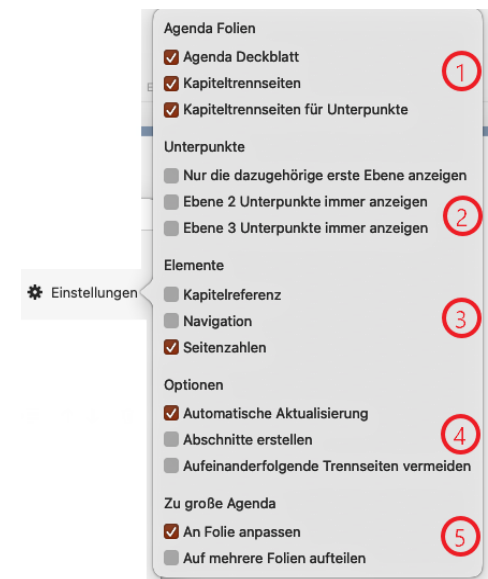 Agenda Folien
Agenda Deckblatt
Kapiteltrennseiten
Kapiteltrennseiten für Unterpunkte
1
Unterpunkte
Nur die dazugehörige erste Ebene anzeigen
Ebene 2 Unterpunkte immer anzeigen
Ebene 3 Unterpunkte immer anzeigen
2
Elemente
Einstellungen
Kapitelreferenz
Navigation
Seitenzahlen
3
Optionen
Automatische Aktualisierung
Abschnitte erstellen
Aufeinanderfolgende Trennseiten vermeiden
4
Zu große Agenda
An Folie anpassen
Auf mehrere Folien aufteilen
5